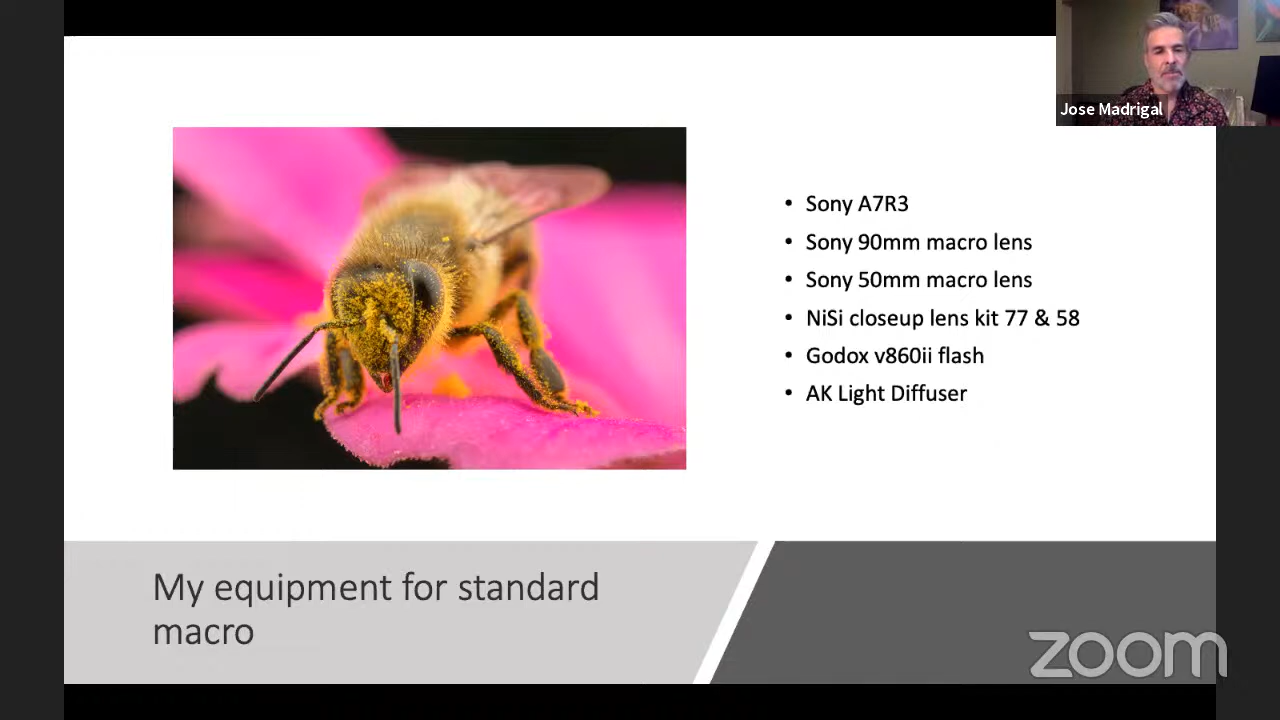 Jose Madrigal
• Sony A7R3
• Sony 90mm macro lens
• Sony 50mm macro lens
• NiSi closeup lens kit 77 & 58
• Godox v860ii flash
• AK Light Diffuser
My equipment for standard
macro
zoom